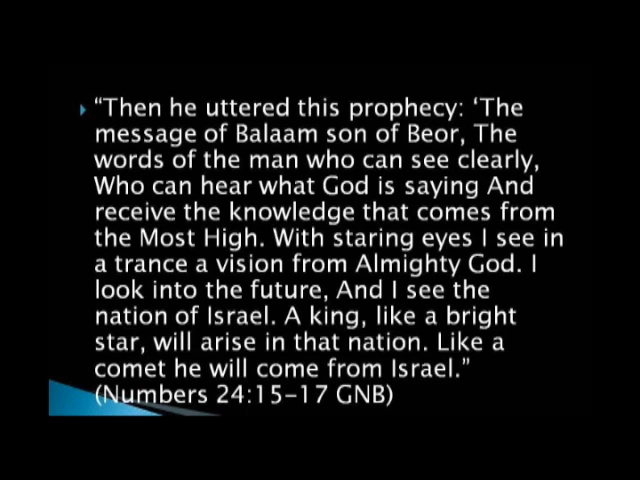 “Then he uttered this prophecy: ‘The
message of Balaam son of Beor, The
words of the man who can see clearly,
Who can hear what God is saying And
receive the knowledge that comes from
the Most High. With staring eyes I see in
a trance a vision from Almighty God. I
look into the future, And I see the
nation of Israel. A king, like a bright
star, will arise in that nation. Like a
comet he will come from Israel.”
(Numbers 24:15-17 GNB)